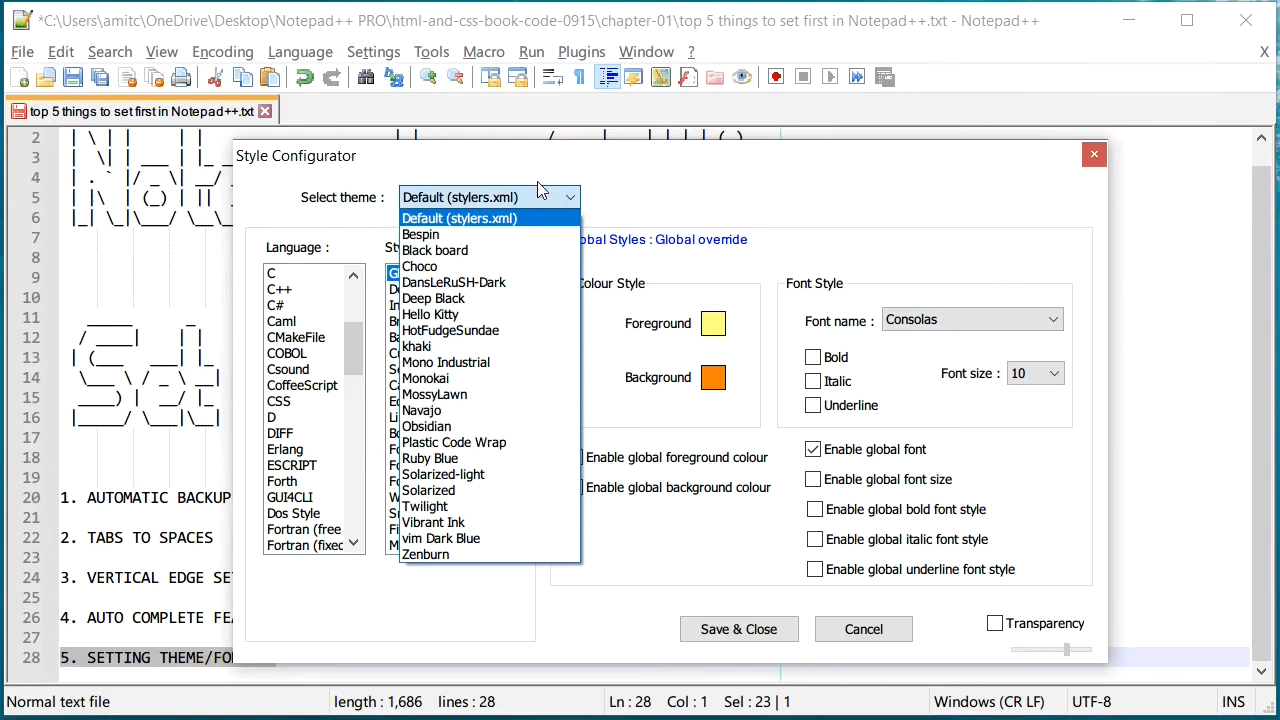 *C:\Users\amitc\OneDrive\Desktop\Notepad++ PRO\html-and-css-book-code-0915\chapter-01\top 5 things to set first in Notepad++.txt - Notepad++
File Edit Search View Encoding Language Settings Tools Macro Run Plugins Window ? X
top 5 things to set first in Notepad++.txt
Style Configurator
Select theme : Default (stylers.xml)
Default (stylers.xml)
Bespin
Black board
Choco
DansLeRuSH-Dark
Deep Black
Hello Kitty
HotFudgeSundae
khaki
Mono Industrial
Monokai
MossyLawn
Navajo
Obsidian
Plastic Code Wrap
Ruby Blue
Solarized-light
Solarized
Twilight
Vibrant Ink
vim Dark Blue
Zenburn
Language :
C
C++
C#
Caml
CMakeFile
COBOL
Csound
CoffeeScript
CSS
D
DIFF
Erlang
ESCRIPT
Forth
GUI4CLI
Dos Style
Fortran (free
Fortran (fixed
bal Styles : Global override
Colour Style
Foreground
Background
Enable global foreground colour
Enable global background colour
Font Style
Font name : Consolas
Bold
Italic
Underline
Font size : 10
Enable global font
Enable global font size
Enable global bold font style
Enable global italic font style
Enable global underline font style
Save & Close
Cancel
Transparency
2
3
4
5
6
7
8
9
10
11
12
13
14
15
16
17
18
19
20 1. AUTOMATIC BACKUP
21
22 2. TABS TO SPACES
23
24 3. VERTICAL EDGE SE
25
26 4. AUTO COMPLETE FE
27
28 5. SETTING THEME/FO
Normal text file length : 1,686 lines : 28 Ln : 28 Col : 1 Sel : 23 | 1 Windows (CR LF) UTF-8 INS